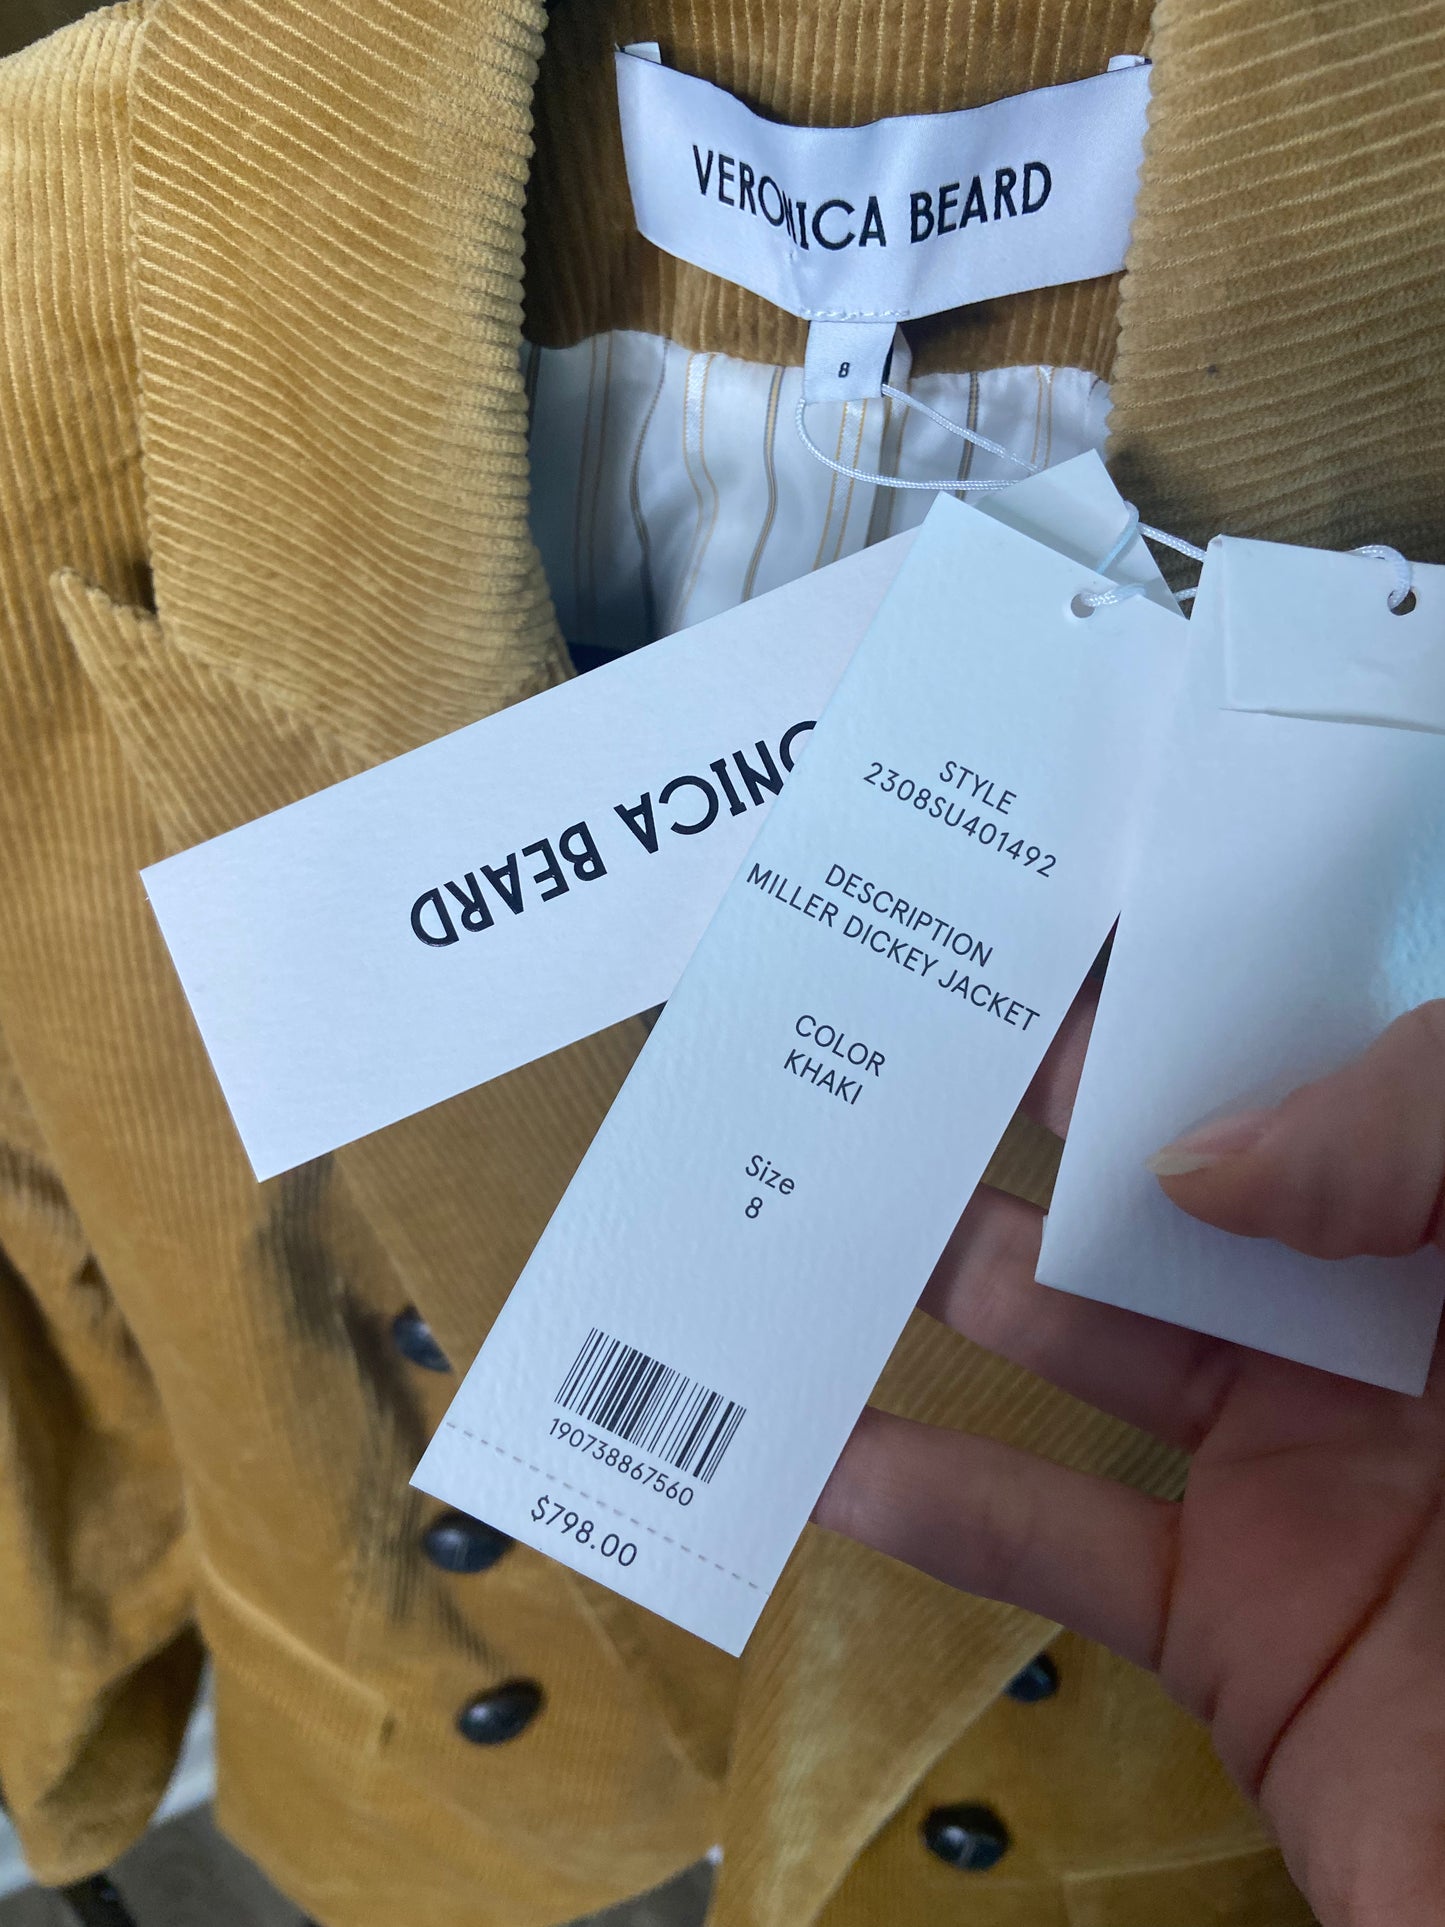 VERONICA BEARD
8
ONICA BEARD
STYLE
2308SU401492
DESCRIPTION
MILLER DICKEY JACKET
COLOR
KHAKI
Size
8
190738867560
$798.00